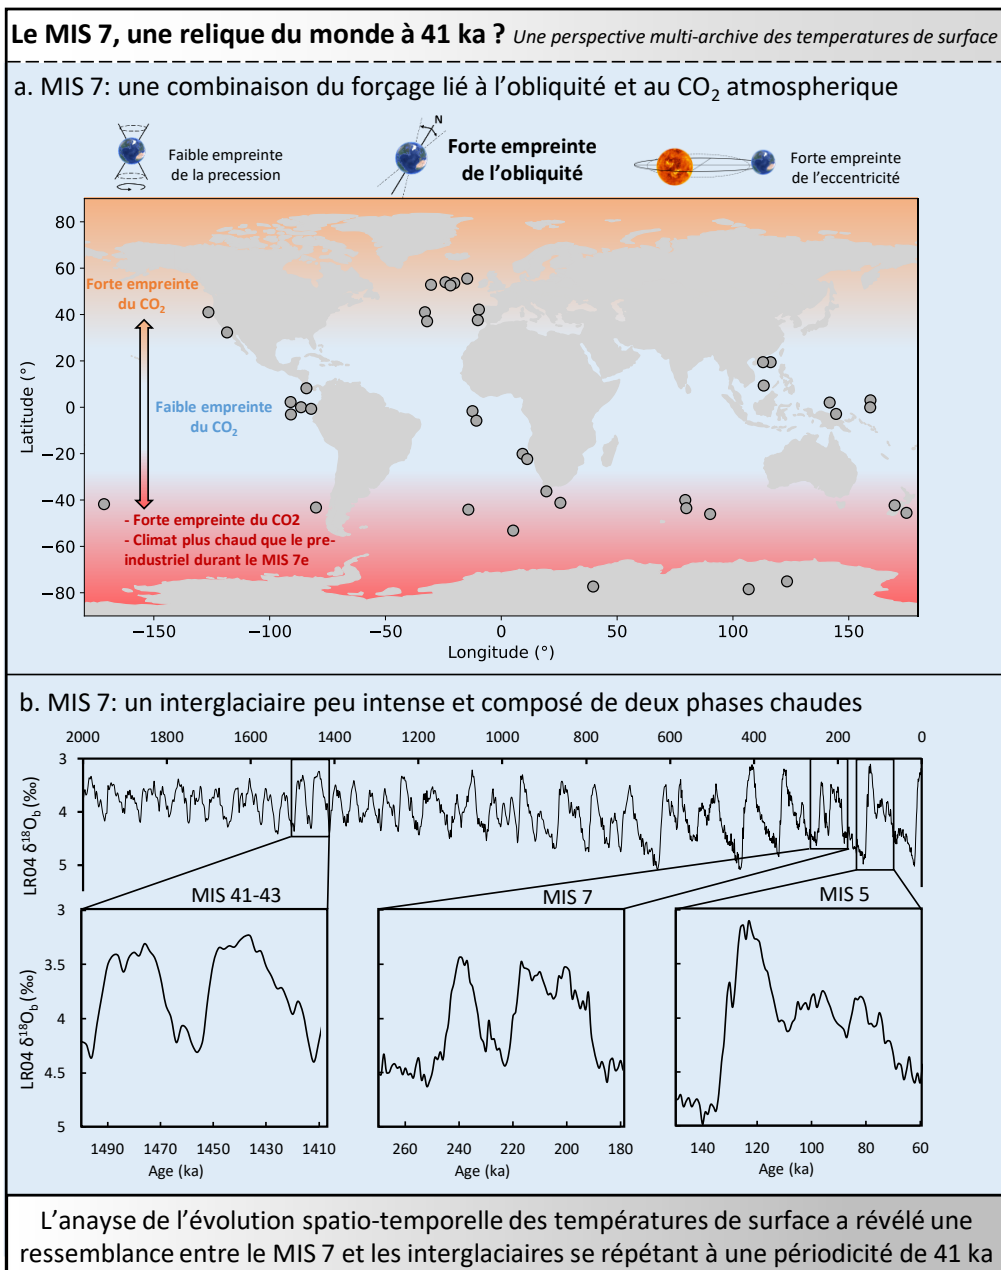 Le MIS 7, une relique du monde à 41 ka ? Une perspective multi-archive des temperatures de surface
a. MIS 7: une combinaison du forçage lié à l'obliquité et au CO₂ atmospherique
Faible empreinte
de la precession
N
Forte empreinte
de l'obliquité
Forte empreinte
de l'eccentricité
Latitude (°)
80
60
40
20
0
−20
−40
−60
−80
Forte empreinte
du CO₂
Faible empreinte
du CO₂
- Forte empreinte du CO2
- Climat plus chaud que le pre-
industriel durant le MIS 7e
−150 −100 −50 0 50 100 150
Longitude (°)
b. MIS 7: un interglaciaire peu intense et composé de deux phases chaudes
2000 1800 1600 1400 1200 1000 800 600 400 200 0
LR04 δ¹⁸O_b (‰)
3
4
5
MIS 41-43
MIS 7
MIS 5
LR04 δ¹⁸O_b (‰)
3
3.5
4
4.5
5
1490 1470 1450 1430 1410
Age (ka)
260 240 220 200 180
Age (ka)
140 120 100 80 60
Age (ka)
L'anayse de l'évolution spatio-temporelle des températures de surface a révélé une
ressemblance entre le MIS 7 et les interglaciaires se répétant à une périodicité de 41 ka